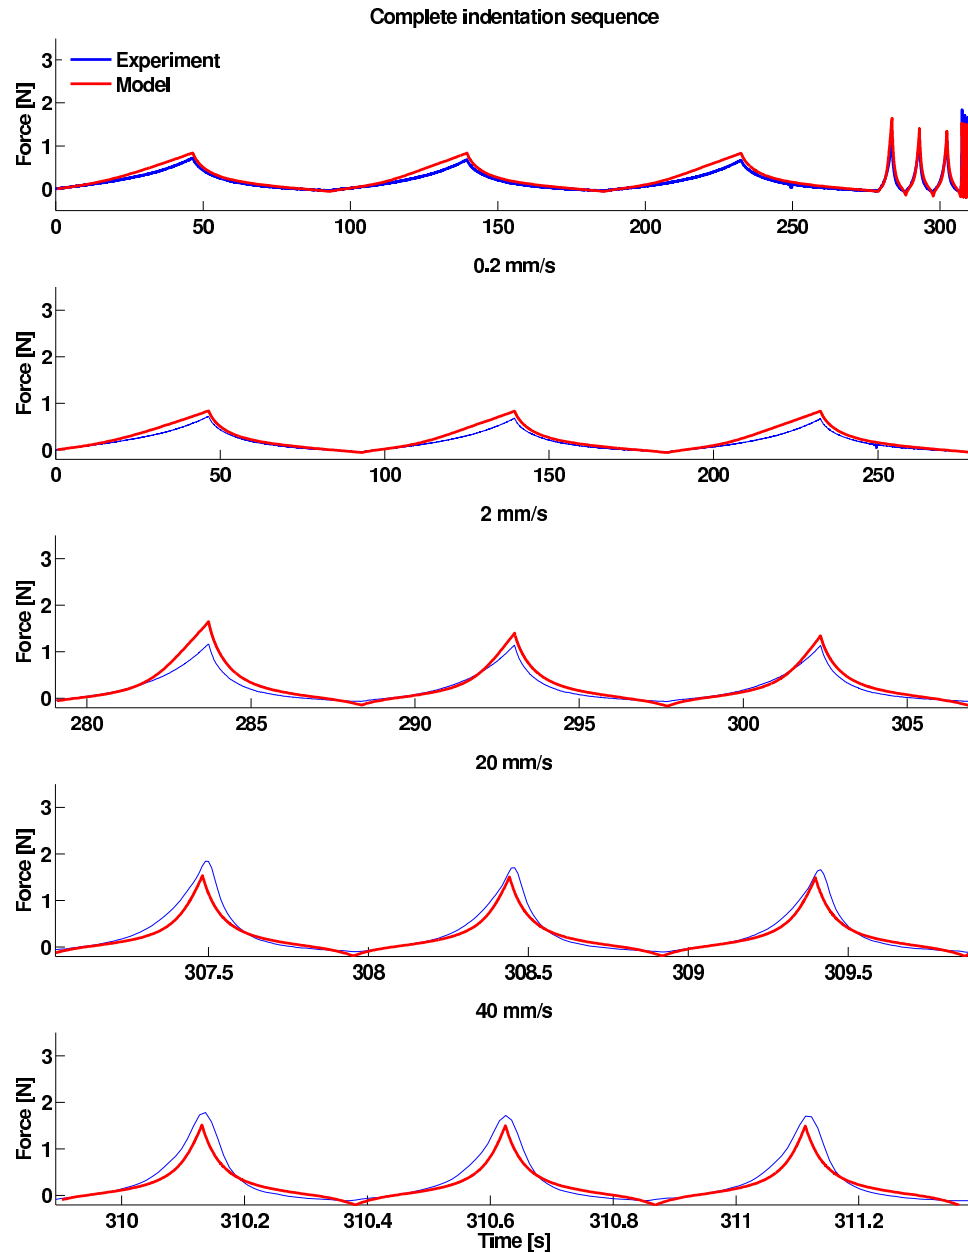 Complete indentation sequence
Force [N]
3
2
1
0
Experiment
Model
0 50 100 150 200 250 300
0.2 mm/s
Force [N]
3
2
1
0
0 50 100 150 200 250
2 mm/s
Force [N]
3
2
1
0
280 285 290 295 300 305
20 mm/s
Force [N]
3
2
1
0
307.5 308 308.5 309 309.5
40 mm/s
Force [N]
3
2
1
0
310 310.2 310.4 310.6 310.8 311 311.2
Time [s]